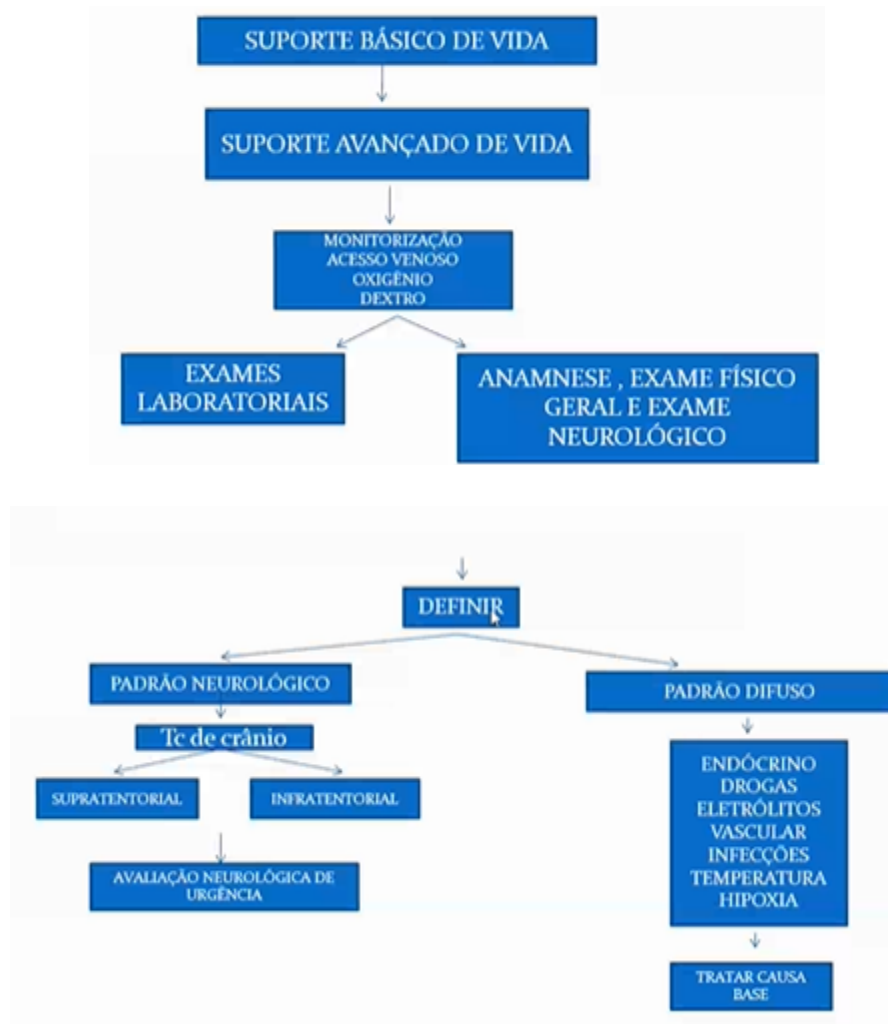 SUPORTE BÁSICO DE VIDA
SUPORTE AVANÇADO DE VIDA
MONITORIZAÇÃO
ACESSO VENOSO
OXIGÊNIO
DEXTRO
EXAMES
LABORATORIAIS
ANAMNESE , EXAME FÍSICO
GERAL E EXAME
NEUROLÓGICO
DEFINIR
PADRÃO NEUROLÓGICO
PADRÃO DIFUSO
Tc de crânio
SUPRATENTORIAL
INFRATENTORIAL
AVALIAÇÃO NEUROLÓGICA DE
URGÊNCIA
ENDÓCRINO
DROGAS
ELETRÓLITOS
VASCULAR
INFECÇÕES
TEMPERATURA
HIPOXIA
TRATAR CAUSA
BASE